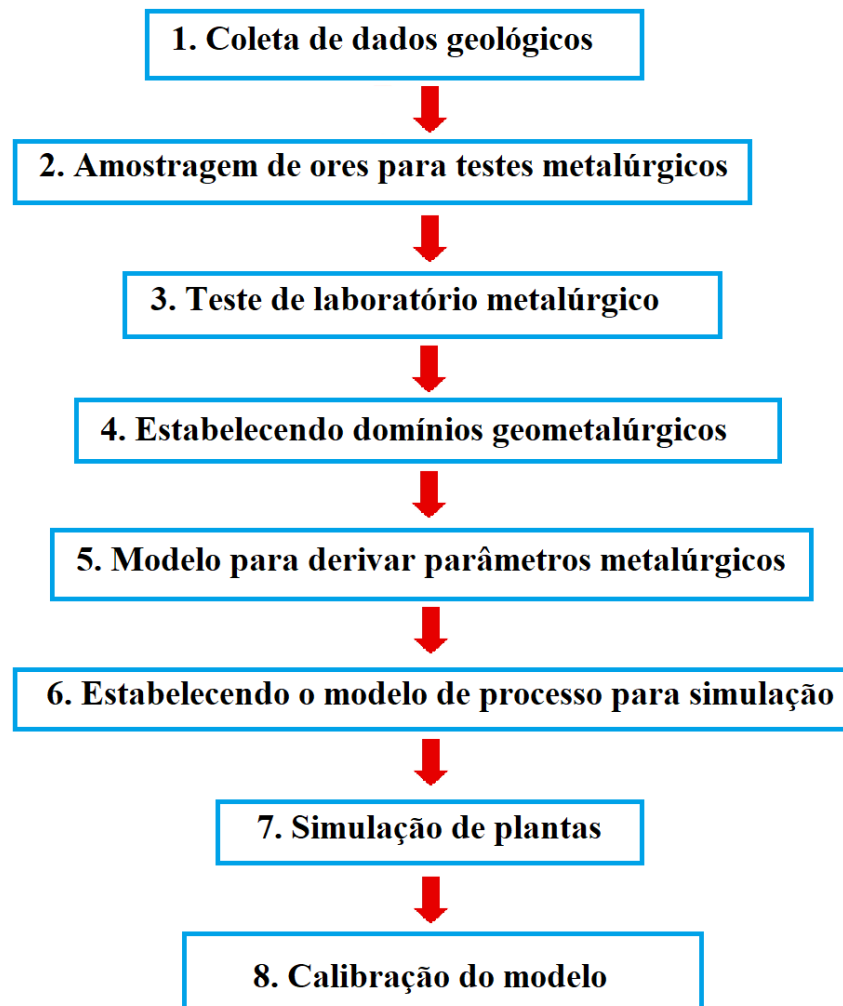 1. Coleta de dados geológicos
2. Amostragem de ores para testes metalúrgicos
3. Teste de laboratório metalúrgico
4. Estabelecendo domínios geometalúrgicos
5. Modelo para derivar parâmetros metalúrgicos
6. Estabelecendo o modelo de processo para simulação
7. Simulação de plantas
8. Calibração do modelo